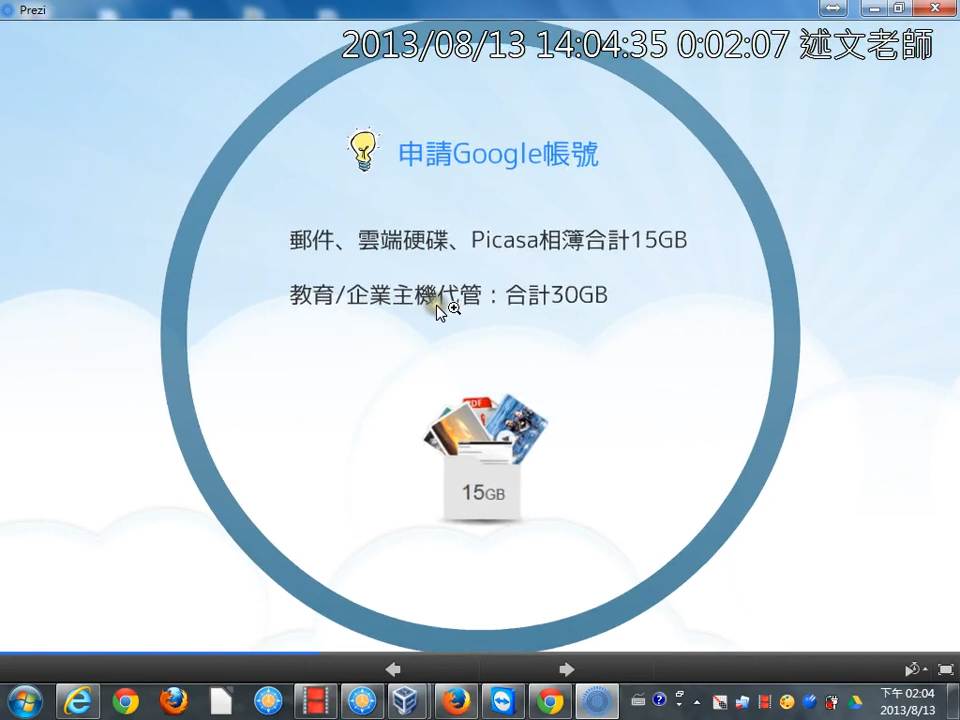 Prezi
2013/08/13 14:04:35 0:02:07 述文老師
申請Google帳號
郵件、雲端硬碟、Picasa相簿合計15GB
教育/企業主機代管：合計30GB
PDF
15GB
下午 02:04
2013/8/13